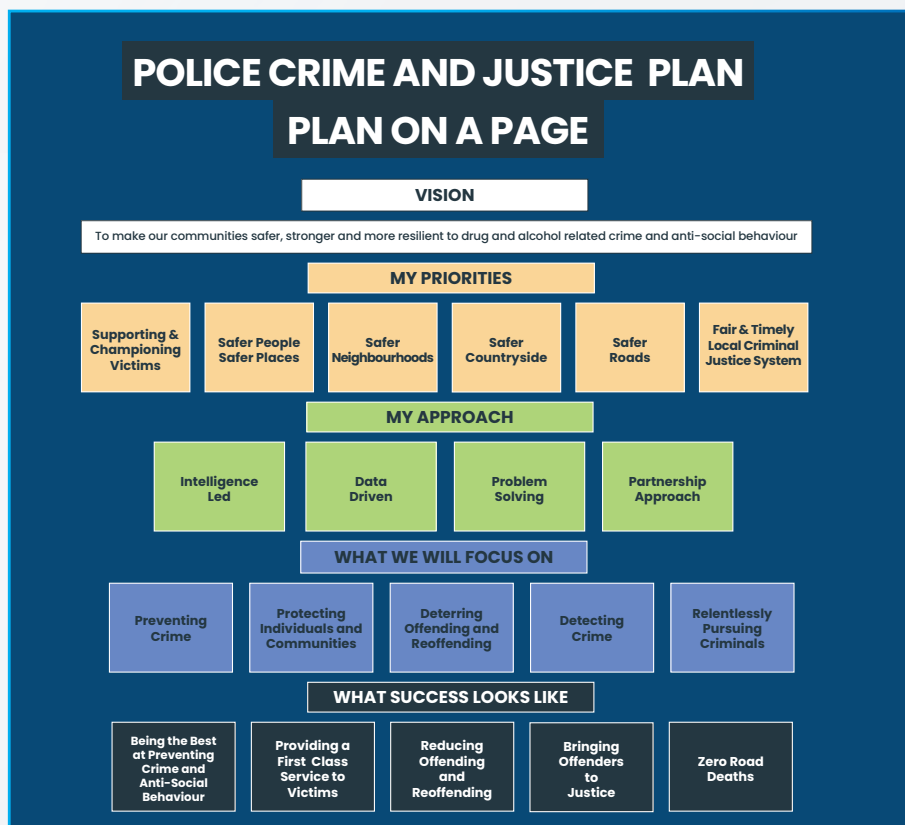 POLICE CRIME AND JUSTICE PLAN
PLAN ON A PAGE
VISION
To make our communities safer, stronger and more resilient to drug and alcohol related crime and anti-social behaviour
MY PRIORITIES
Supporting &
Championing
Victims
Safer People
Safer Places
Safer
Neighbourhoods
Safer
Countryside
Safer
Roads
Fair & Timely
Local Criminal
Justice System
MY APPROACH
Intelligence
Led
Data
Driven
Problem
Solving
Partnership
Approach
WHAT WE WILL FOCUS ON
Preventing
Crime
Protecting
Individuals and
Communities
Deterring
Offending and
Reoffending
Detecting
Crime
Relentlessly
Pursuing
Criminals
WHAT SUCCESS LOOKS LIKE
Being the Best
at Preventing
Crime and
Anti-Social
Behaviour
Providing a
First Class
Service to
Victims
Reducing
Offending
and
Reoffending
Bringing
Offenders
to
Justice
Zero Road
Deaths